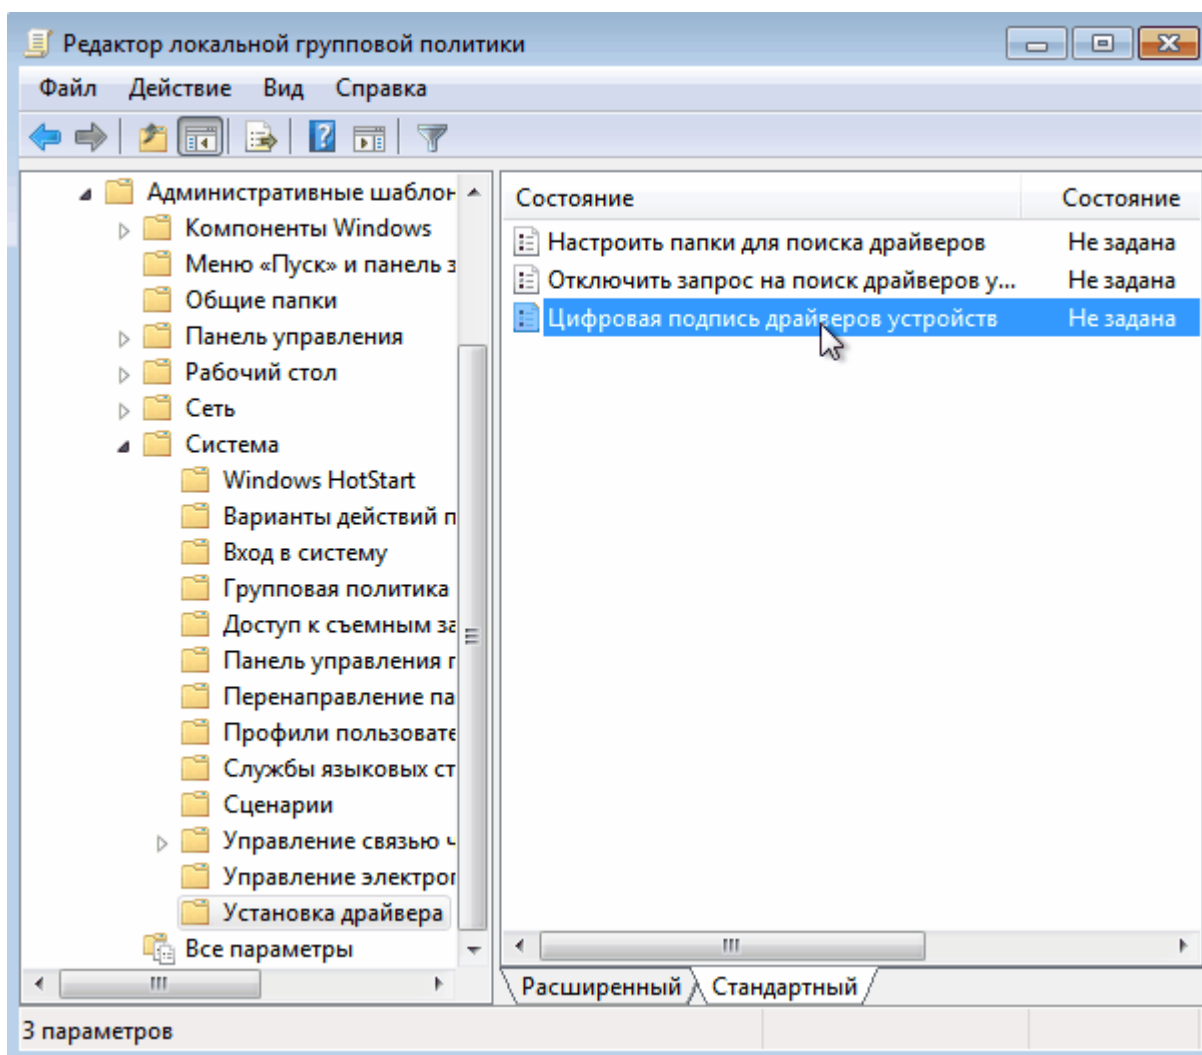 Редактор локальной групповой политики
Файл Действие Вид Справка
Административные шаблон
Компоненты Windows
Меню «Пуск» и панель з
Общие папки
Панель управления
Рабочий стол
Сеть
Система
Windows HotStart
Варианты действий п
Вход в систему
Групповая политика
Доступ к съемным за
Панель управления п
Перенаправление па
Профили пользовате
Службы языковых ст
Сценарии
Управление связью ч
Управление электроп
Установка драйвера
Все параметры
Состояние Состояние
Настроить папки для поиска драйверов Не задана
Отключить запрос на поиск драйверов у... Не задана
Цифровая подпись драйверов устройств Не задана
Расширенный Стандартный
3 параметров